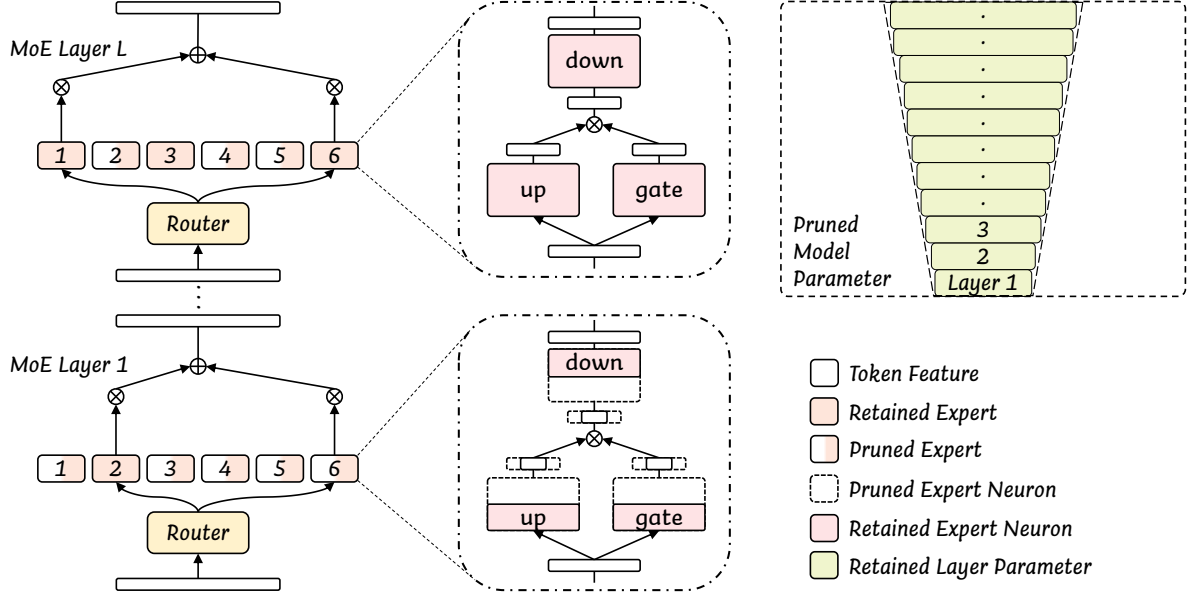 MoE Layer L
1 2 3 4 5 6
Router
MoE Layer 1
1 2 3 4 5 6
Router
down
up gate
down
up gate
.
.
.
.
.
.
.
.
3
2
Layer 1
Pruned
Model
Parameter
Token Feature
Retained Expert
Pruned Expert
Pruned Expert Neuron
Retained Expert Neuron
Retained Layer Parameter